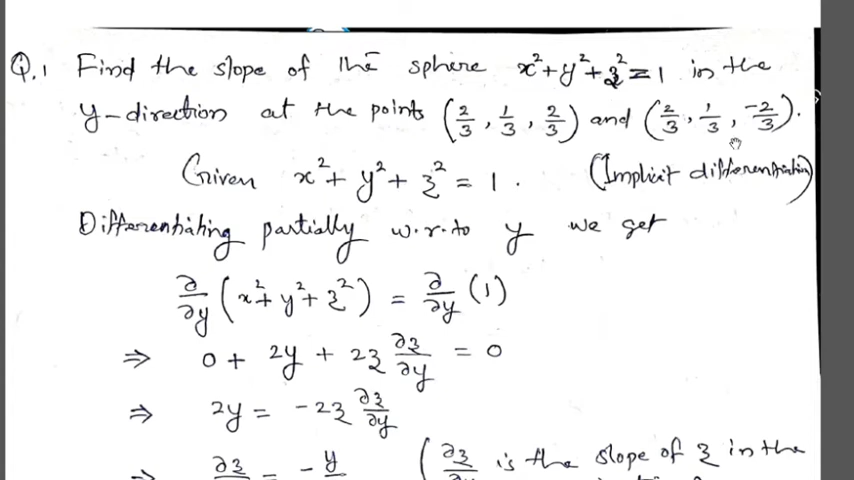 Q.1 Find the slope of the sphere x²+y²+z²=1 in the
y-direction at the points (2/3, 1/3, 2/3) and (2/3, 1/3, -2/3).
Given x²+y²+z²=1. (Implicit differentiation)
Differentiating partially w.r.to y we get
∂/∂y (x²+y²+z²) = ∂/∂y (1)
⇒ 0 + 2y + 2z ∂z/∂y = 0
⇒ 2y = -2z ∂z/∂y
⇒ ∂z = -y (∂z is the slope of z in the